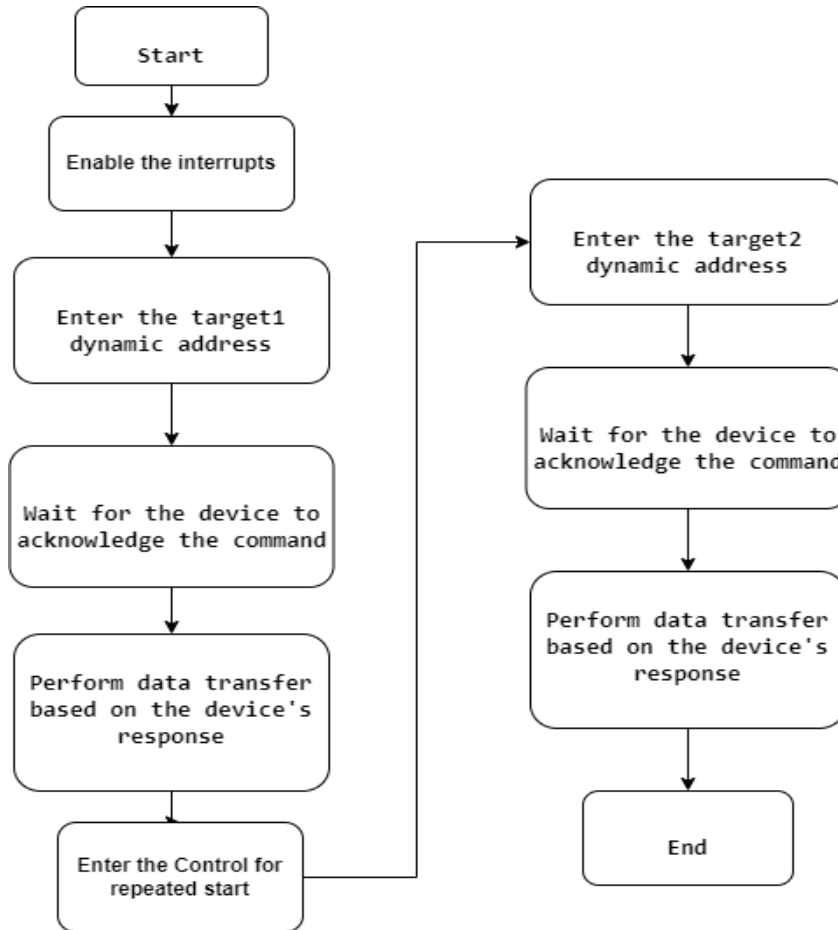 Start
Enable the interrupts
Enter the target1
dynamic address
Wait for the device to
acknowledge the command
Perform data transfer
based on the device's
response
Enter the Control for
repeated start
Enter the target2
dynamic address
Wait for the device to
acknowledge the command
Perform data transfer
based on the device's
response
End